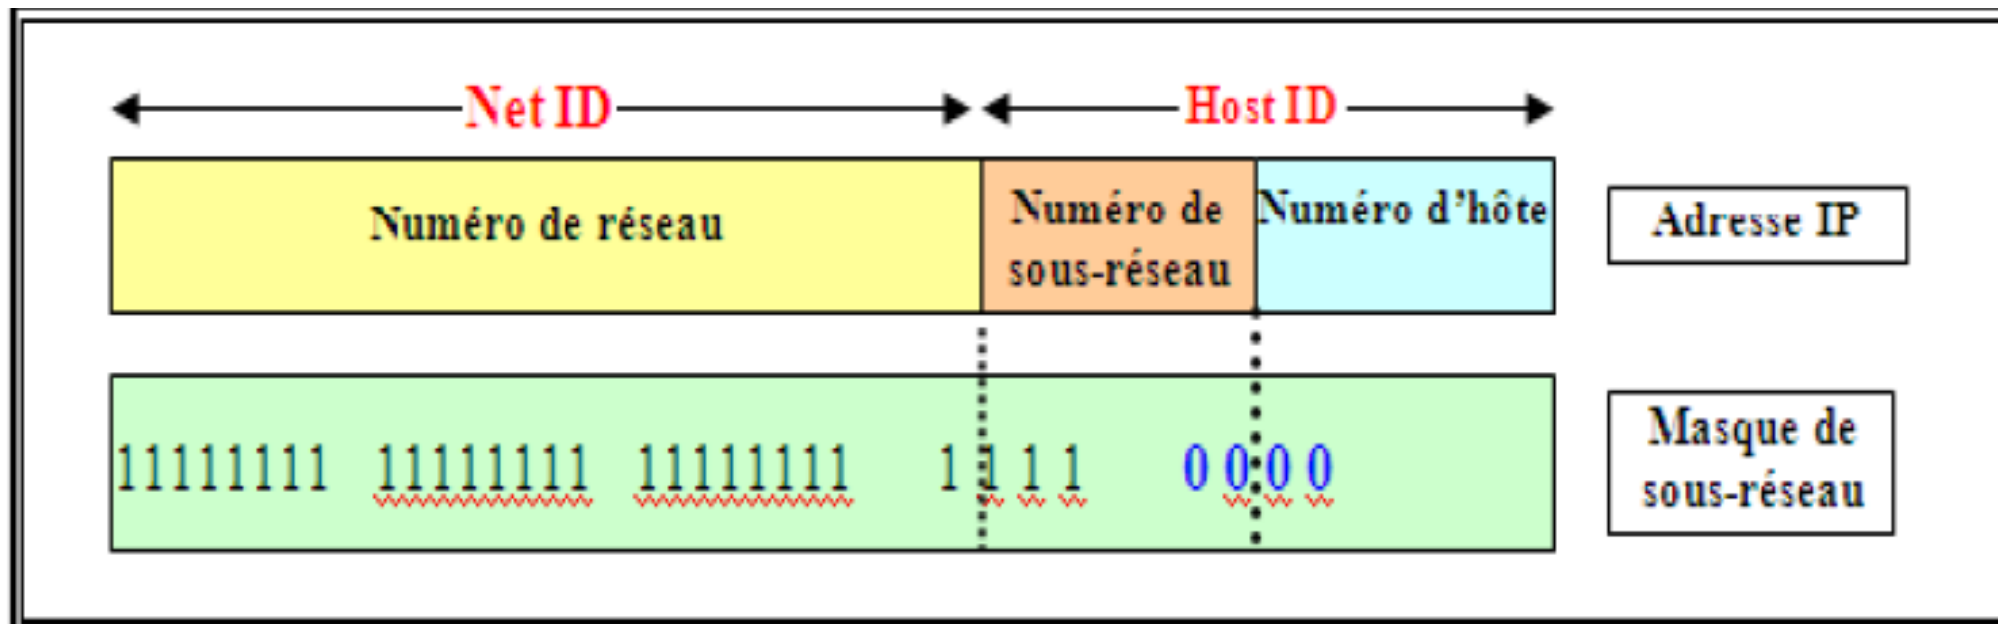 Net ID Host ID
Numéro de réseau
Numéro de
sous-réseau
Numéro d'hôte
Adresse IP
11111111 11111111 11111111 1 1 1 1 0 0 0 0
Masque de
sous-réseau